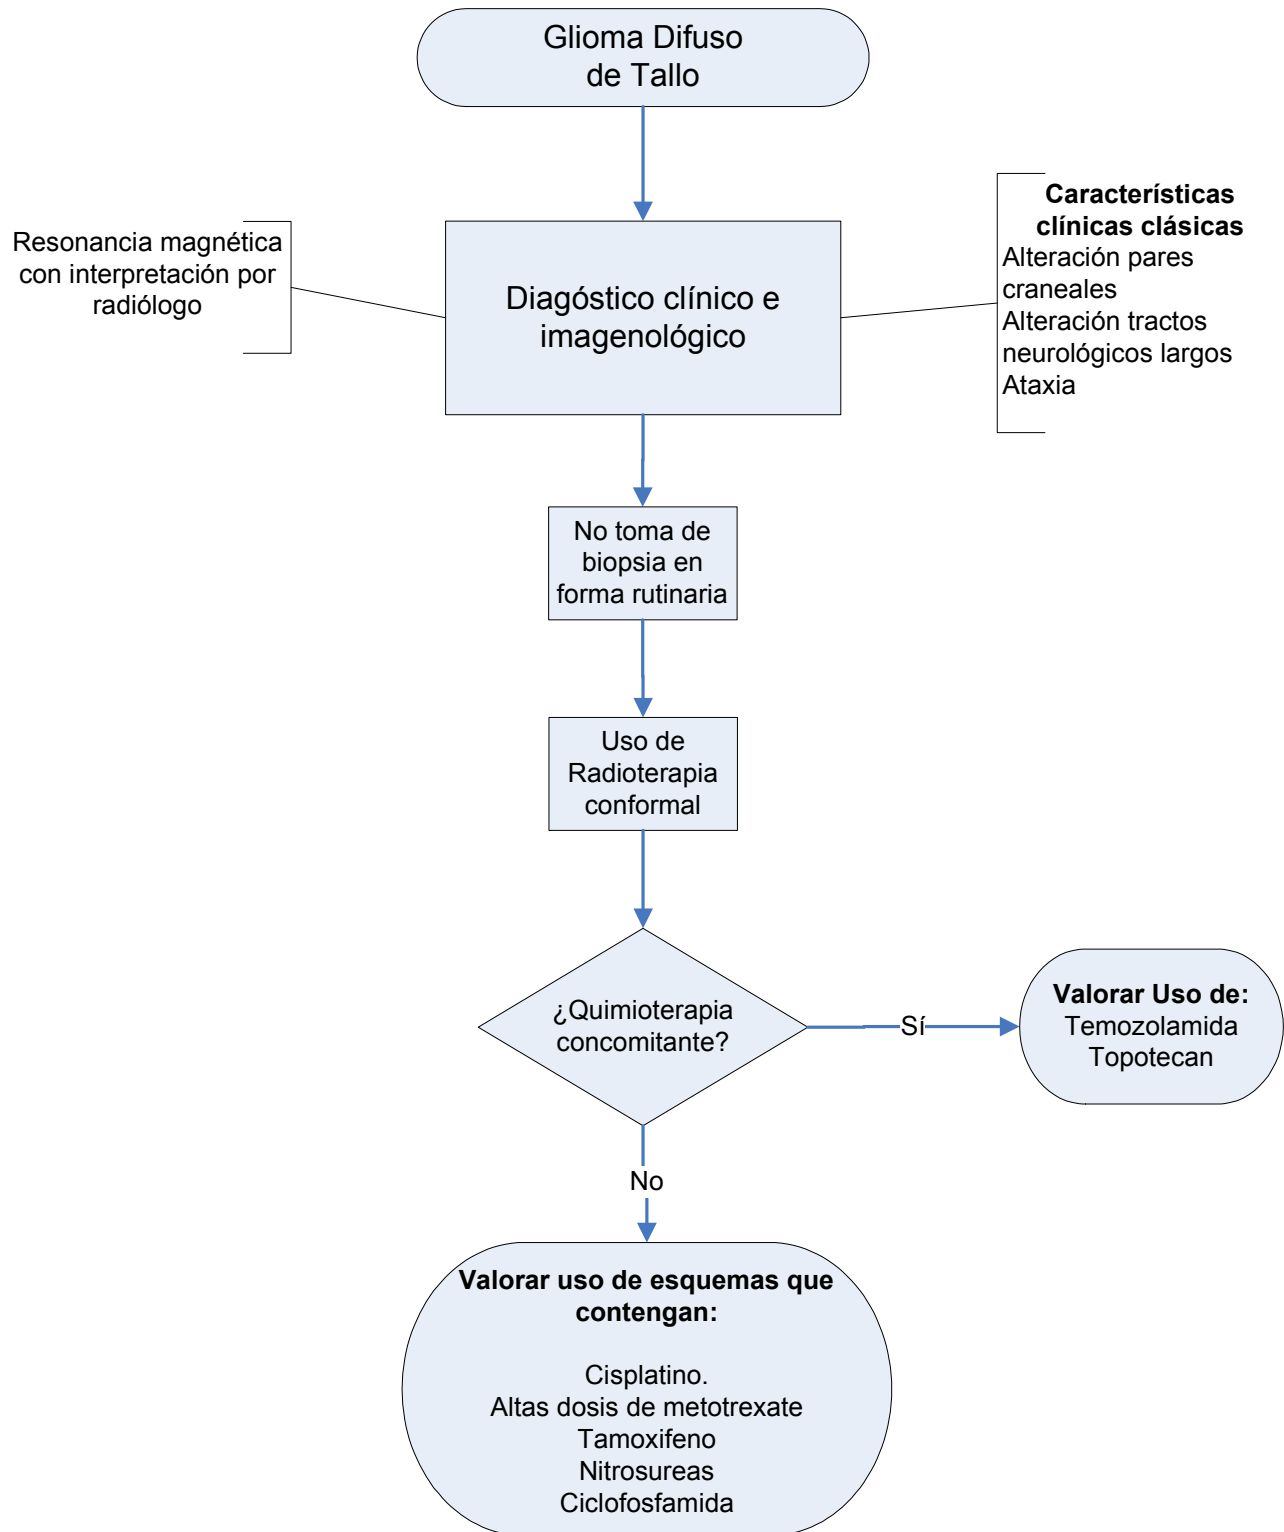 Glioma Difuso
de Tallo
Resonancia magnética
con interpretación por
radiólogo
Diagóstico clínico e
imagenológico
Características
clínicas clásicas
Alteración pares
craneales
Alteración tractos
neurológicos largos
Ataxia
No toma de
biopsia en
forma rutinaria
Uso de
Radioterapia
conformal
¿Quimioterapia
concomitante?
Sí
Valorar Uso de:
Temozolamida
Topotecan
No
Valorar uso de esquemas que
contengan:
Cisplatino.
Altas dosis de metotrexate
Tamoxifeno
Nitrosureas
Ciclofosfamida